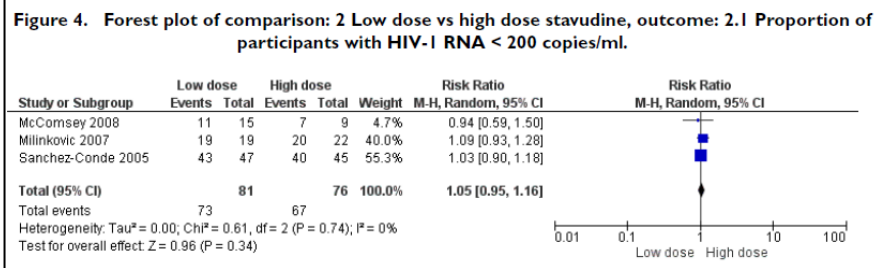 Figure 4. Forest plot of comparison: 2 Low dose vs high dose stavudine, outcome: 2.1 Proportion of
participants with HIV-1 RNA < 200 copies/ml.
Low dose High dose Risk Ratio Risk Ratio
Study or Subgroup Events Total Events Total Weight M-H, Random, 95% CI M-H, Random, 95% CI
McComsey 2008 11 15 7 9 4.7% 0.94 [0.59, 1.50]
Milinkovic 2007 19 19 20 22 40.0% 1.09 [0.93, 1.28]
Sanchez-Conde 2005 43 47 40 45 55.3% 1.03 [0.90, 1.18]
Total (95% CI) 81 76 100.0% 1.05 [0.95, 1.16]
Total events 73 67
Heterogeneity: Tau² = 0.00; Chi² = 0.61, df = 2 (P = 0.74); I² = 0%
Test for overall effect: Z = 0.96 (P = 0.34)
0.01 0.1 1 10 100
Low dose High dose